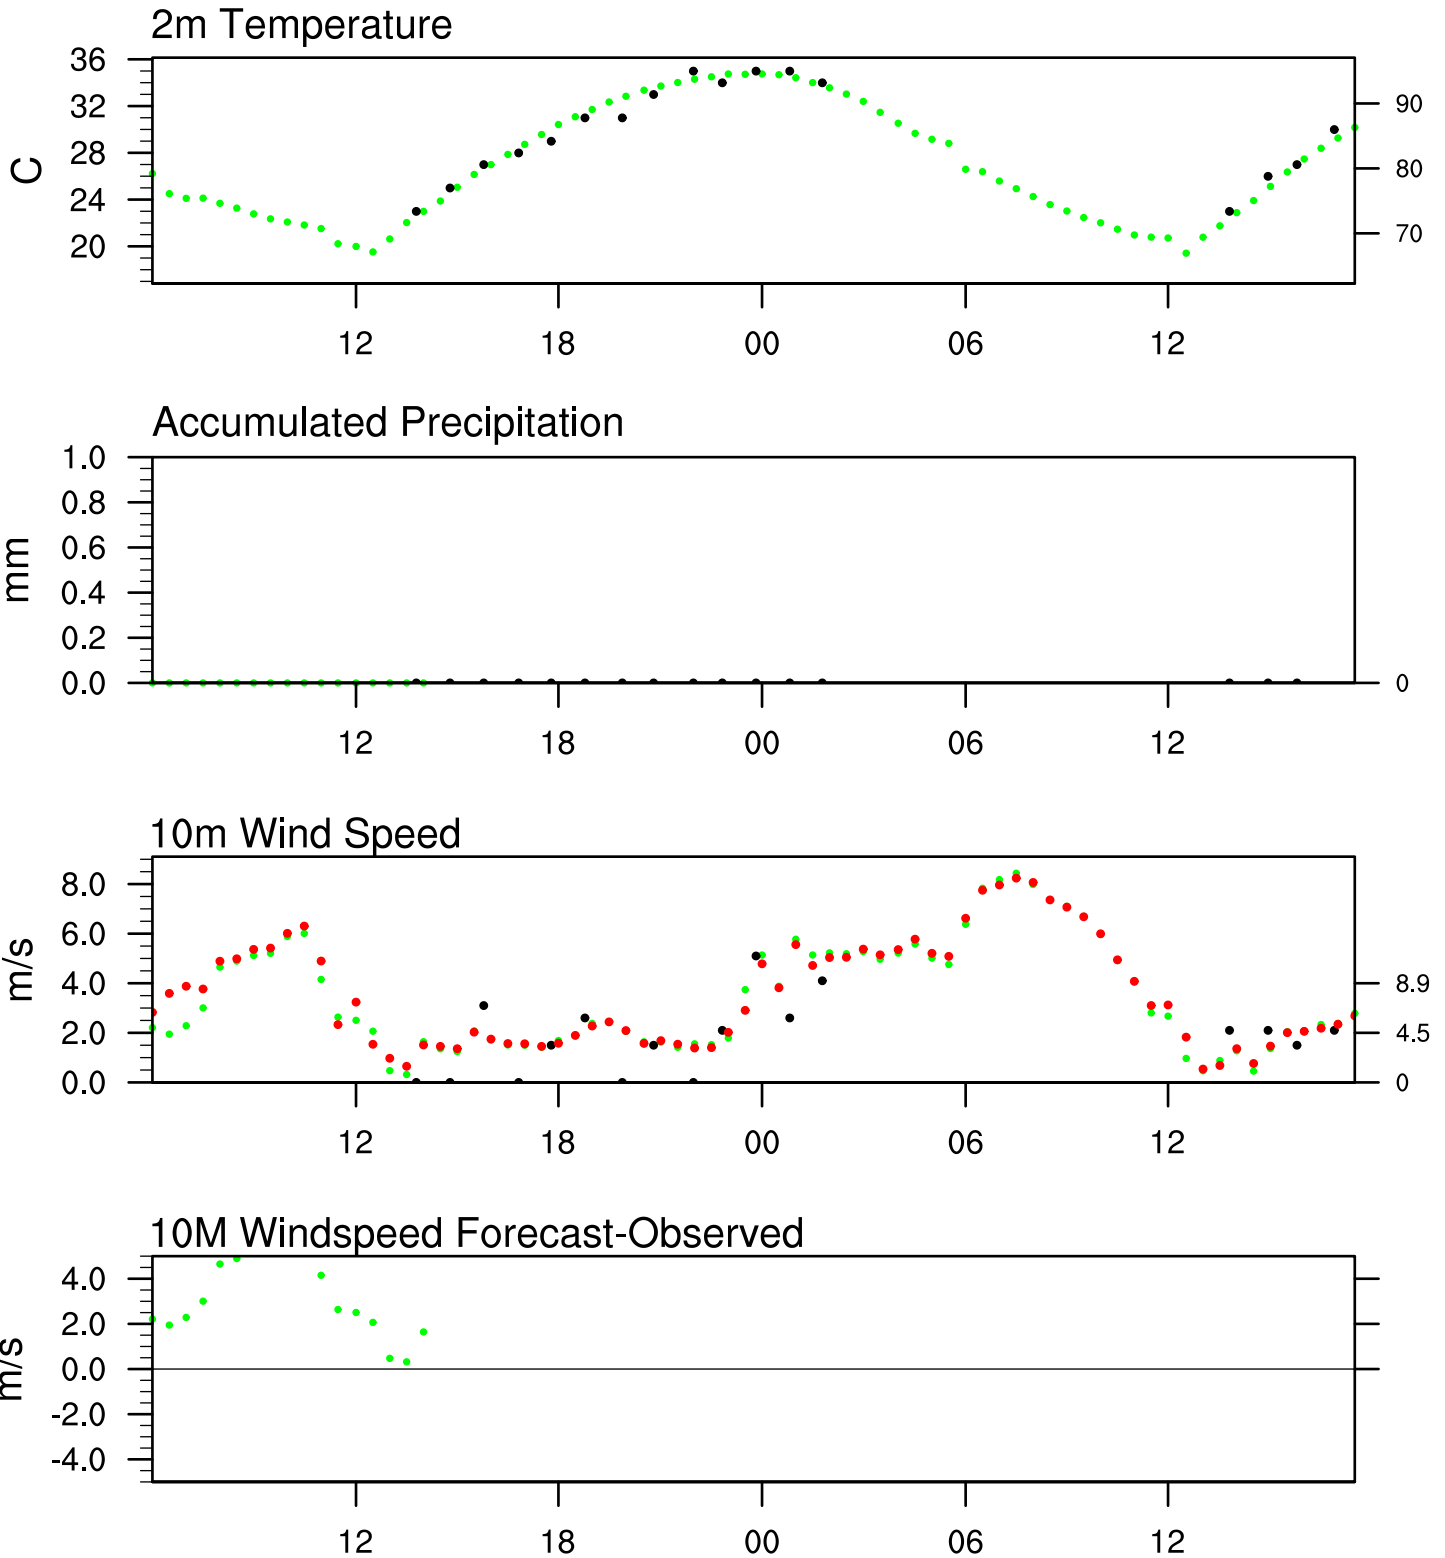 2m Temperature
36
32
28
24
20
C
90
80
70
12 18 00 06 12
Accumulated Precipitation
1.0
0.8
0.6
0.4
0.2
0.0
mm
0
12 18 00 06 12
10m Wind Speed
8.0
6.0
4.0
2.0
0.0
m/s
8.9
4.5
0
12 18 00 06 12
10M Windspeed Forecast-Observed
4.0
2.0
0.0
-2.0
-4.0
m/s
12 18 00 06 12